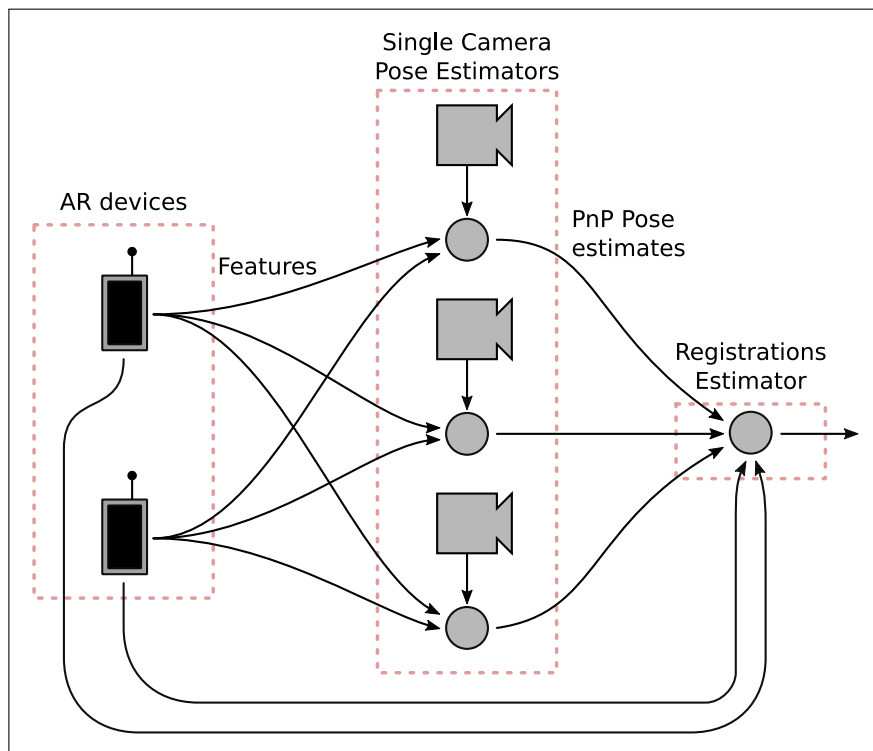 Single Camera
Pose Estimators
AR devices
Features
PnP Pose
estimates
Registrations
Estimator